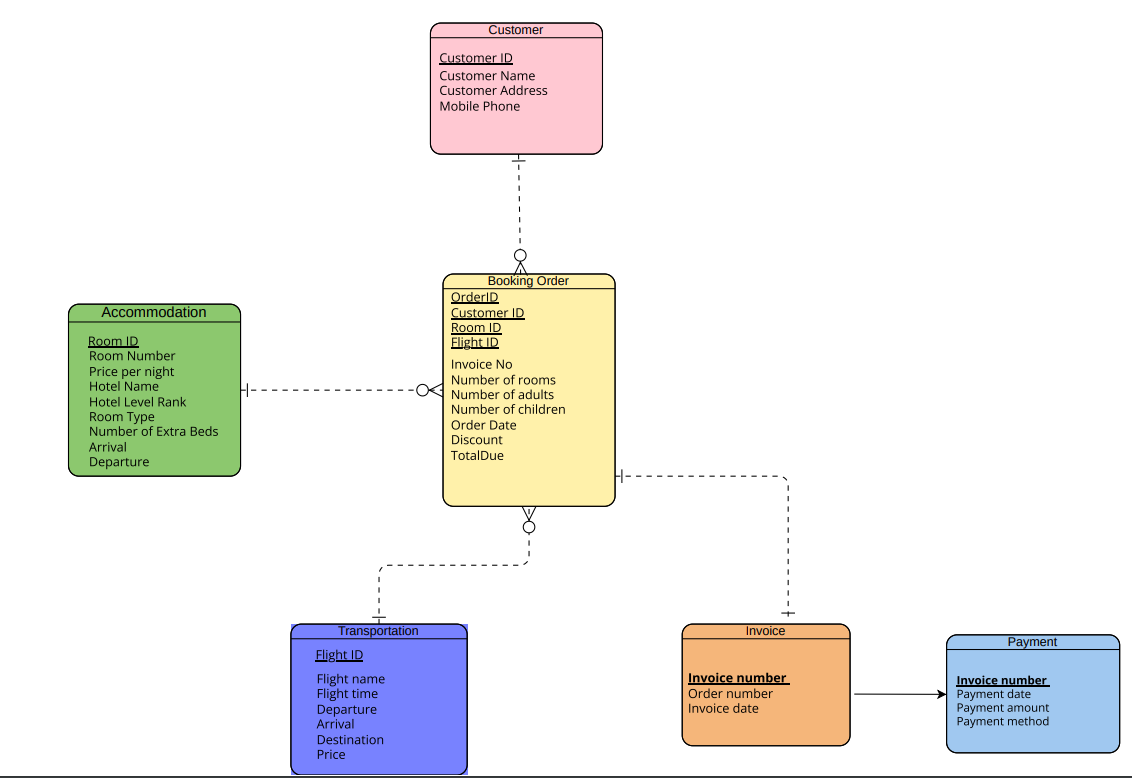 Customer
Customer ID
Customer Name
Customer Address
Mobile Phone
Booking Order
OrderID
Customer ID
Room ID
Flight ID
Invoice No
Number of rooms
Number of adults
Number of children
Order Date
Discount
TotalDue
Accommodation
Room ID
Room Number
Price per night
Hotel Name
Hotel Level Rank
Room Type
Number of Extra Beds
Arrival
Departure
Transportation
Flight ID
Flight name
Flight time
Departure
Arrival
Destination
Price
Invoice
Invoice number
Order number
Invoice date
Payment
Invoice number
Payment date
Payment amount
Payment method